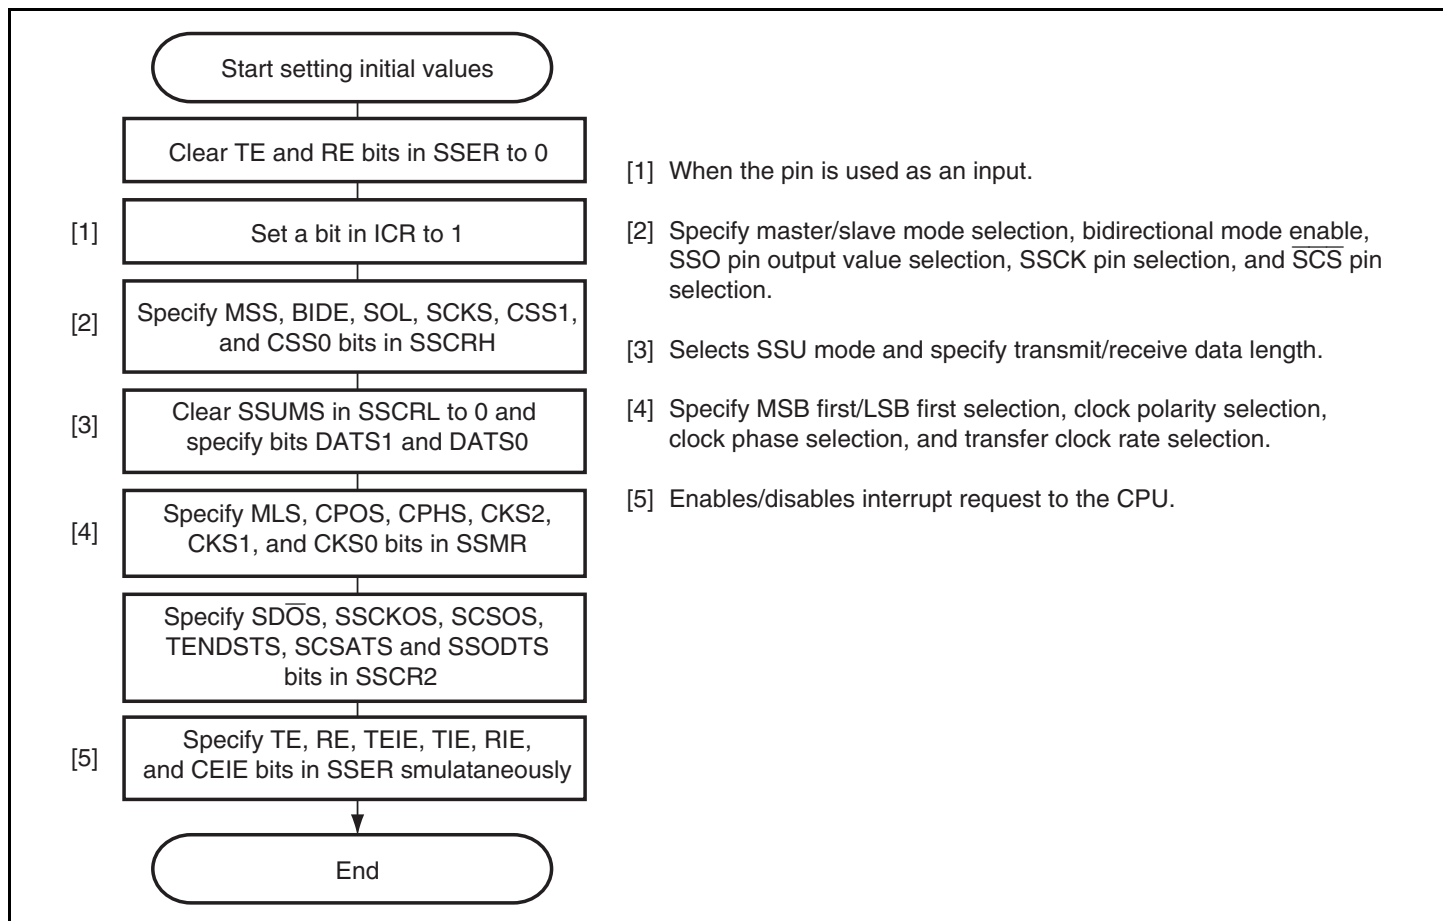 Start setting initial values
Clear TE and RE bits in SSER to 0
[1]
Set a bit in ICR to 1
[2]
Specify MSS, BIDE, SOL, SCKS, CSS1,
and CSS0 bits in SSCRH
[3]
Clear SSUMS in SSCRL to 0 and
specify bits DATS1 and DATS0
[4]
Specify MLS, CPOS, CPHS, CKS2,
CKS1, and CKS0 bits in SSMR
Specify SDO̅S, SSCKOS, SCSOS,
TENDSTS, SCSATS and SSODTS
bits in SSCR2
[5]
Specify TE, RE, TEIE, TIE, RIE,
and CEIE bits in SSER smulataneously
End
[1] When the pin is used as an input.
[2] Specify master/slave mode selection, bidirectional mode enable,
SSO pin output value selection, SSCK pin selection, and S̅C̅S̅ pin
selection.
[3] Selects SSU mode and specify transmit/receive data length.
[4] Specify MSB first/LSB first selection, clock polarity selection,
clock phase selection, and transfer clock rate selection.
[5] Enables/disables interrupt request to the CPU.